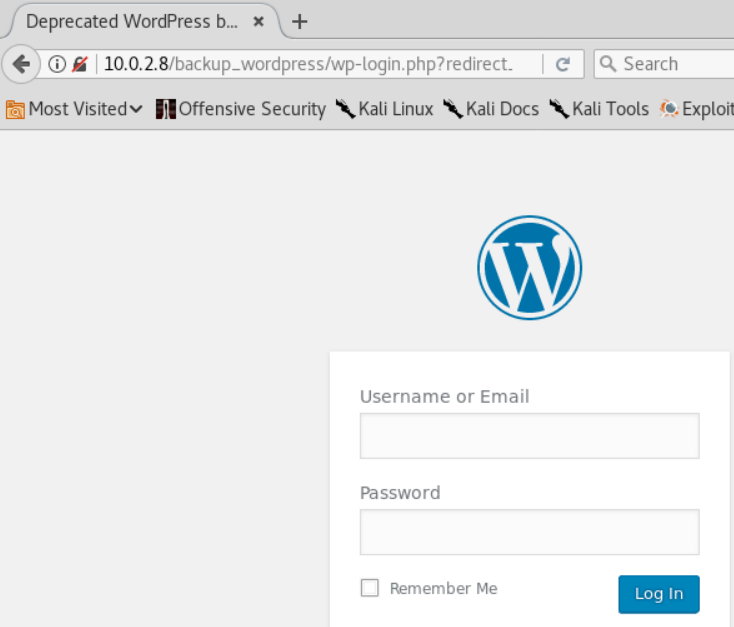 Deprecated WordPress b...
10.0.2.8/backup_wordpress/wp-login.php?redirect_
Search
Most Visited Offensive Security Kali Linux Kali Docs Kali Tools Exploit
Username or Email
Password
Remember Me
Log In